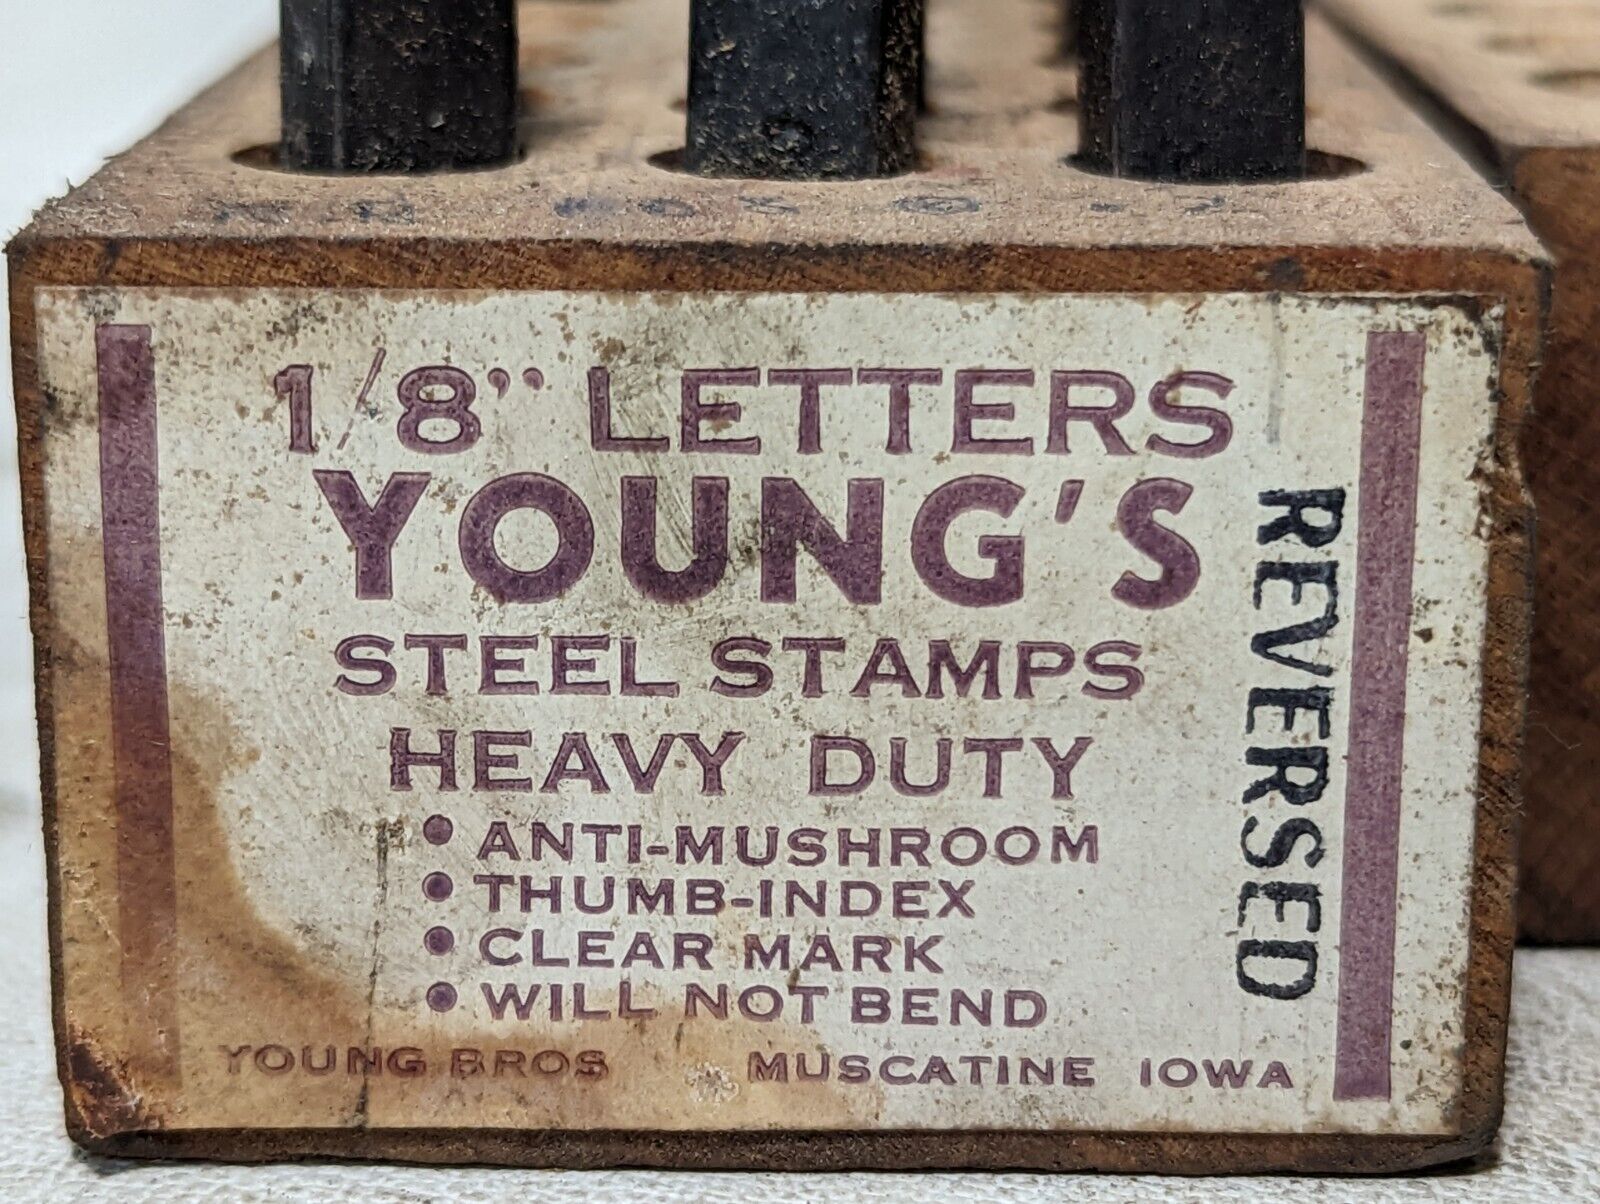 1/8" LETTERS
YOUNG'S
STEEL STAMPS
HEAVY DUTY
• ANTI-MUSHROOM
• THUMB-INDEX
• CLEAR MARK
• WILL NOT BEND
YOUNG BROS MUSCATINE IOWA
REVERSED